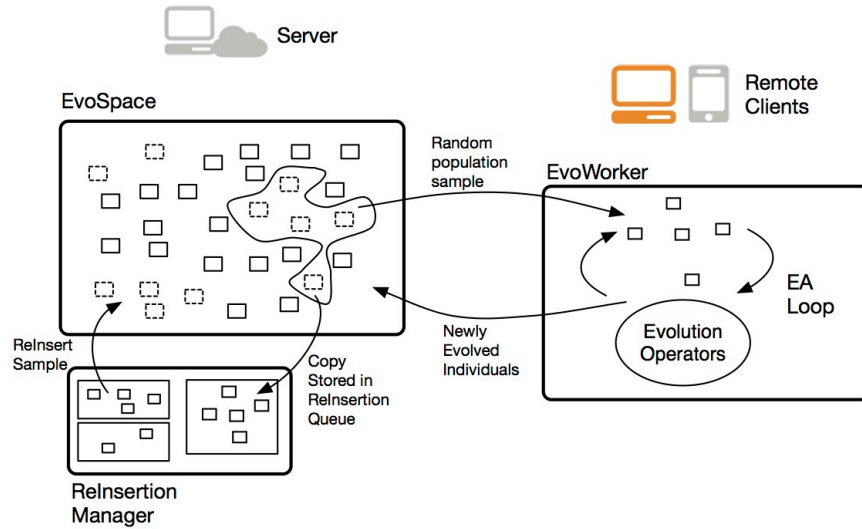 Server
Remote
Clients
EvoSpace
Random
population
sample
EvoWorker
EA
Loop
Evolution
Operators
ReInsert
Sample
Copy
Stored in
ReInsertion
Queue
Newly
Evolved
Individuals
ReInsertion
Manager